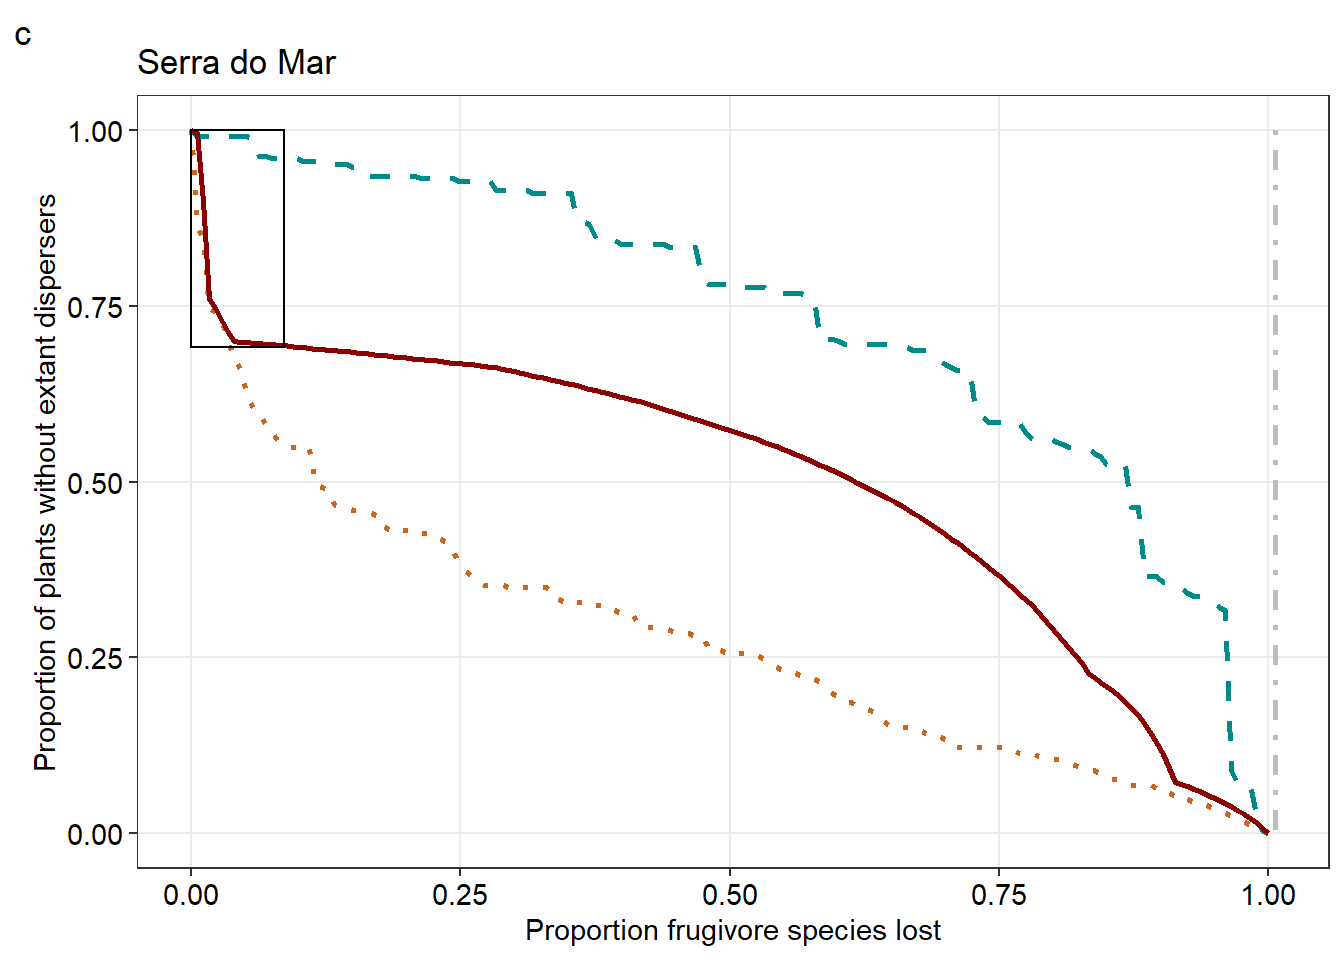 c
Serra do Mar
Proportion of plants without extant dispersers
1.00
0.75
0.50
0.25
0.00
0.00 0.25 0.50 0.75 1.00
Proportion frugivore species lost